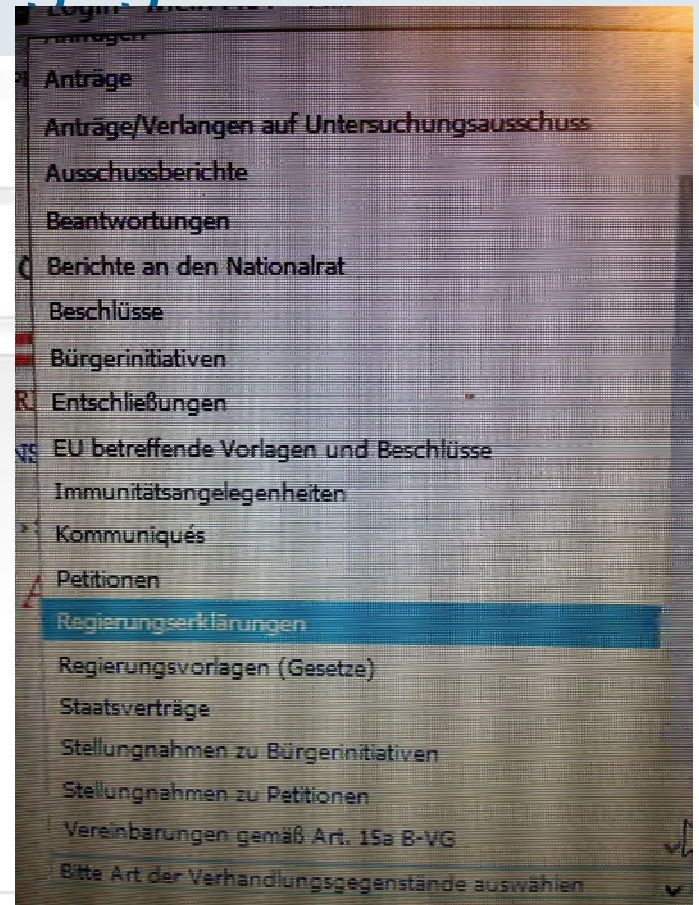 Login
Anfragen
Anträge
Anträge/Verlangen auf Untersuchungsausschuss
Ausschussberichte
Beantwortungen
Berichte an den Nationalrat
Beschlüsse
Bürgerinitiativen
Entschließungen
EU betreffende Vorlagen und Beschlüsse
Immunitätsangelegenheiten
Kommuniqués
Petitionen
Regierungserklärungen
Regierungsvorlagen (Gesetze)
Staatsverträge
Stellungnahmen zu Bürgerinitiativen
Stellungnahmen zu Petitionen
Vereinbarungen gemäß Art. 15a B-VG
Bitte Art der Verhandlungsgegenstände auswählen